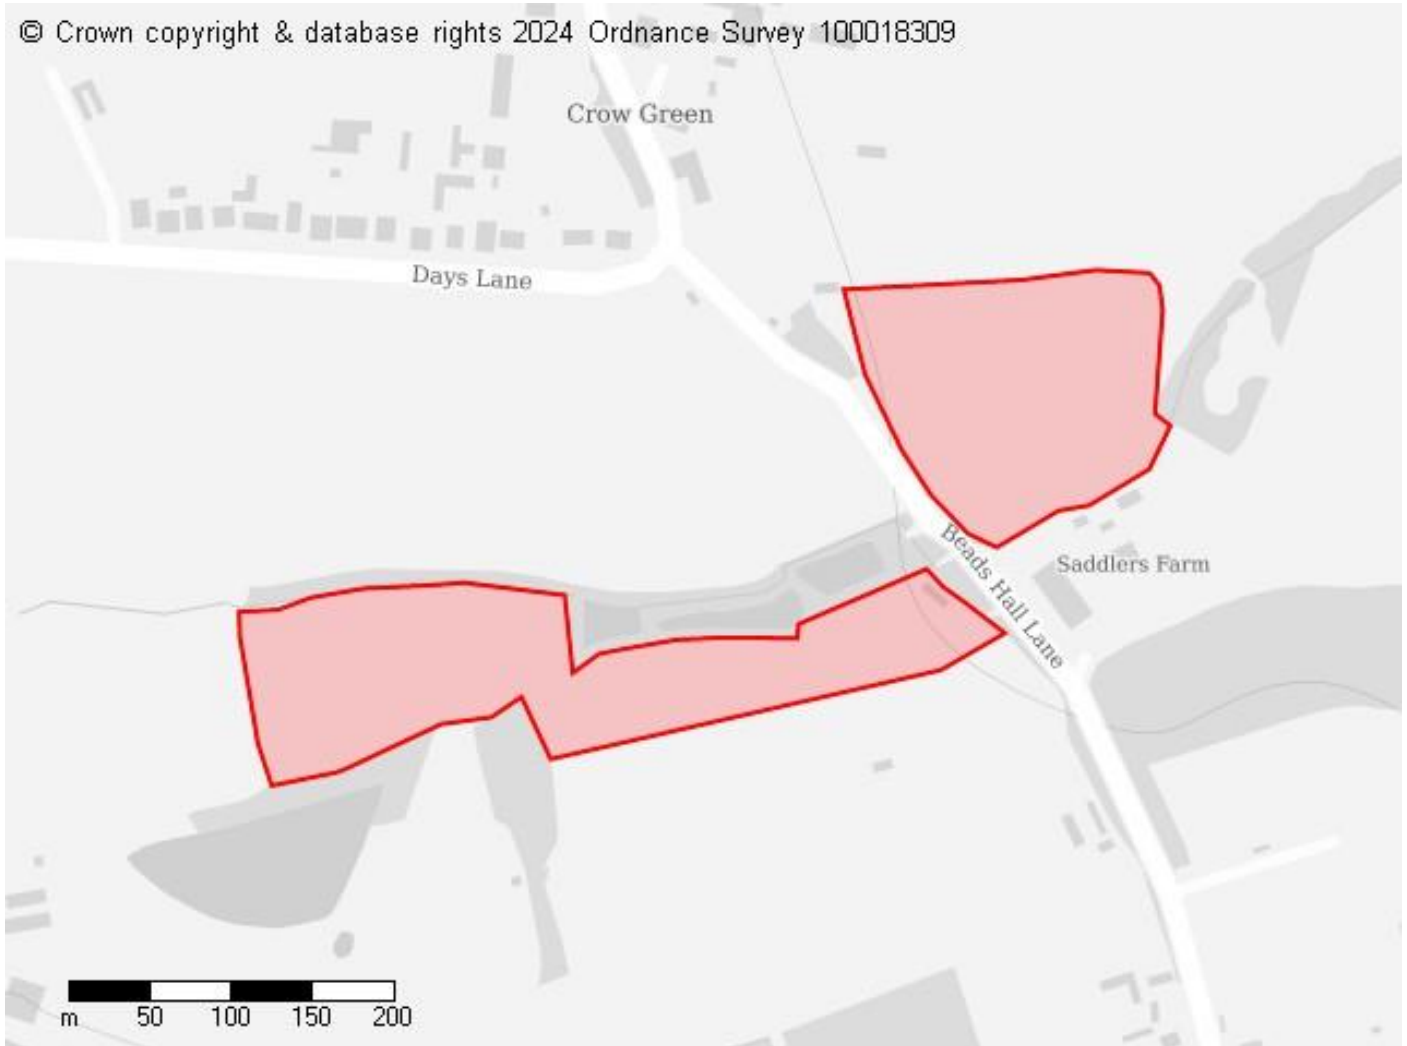 © Crown copyright & database rights 2024 Ordnance Survey 100018309
Crow Green
Days Lane
Beads Hall Lane
Saddlers Farm
m 50 100 150 200